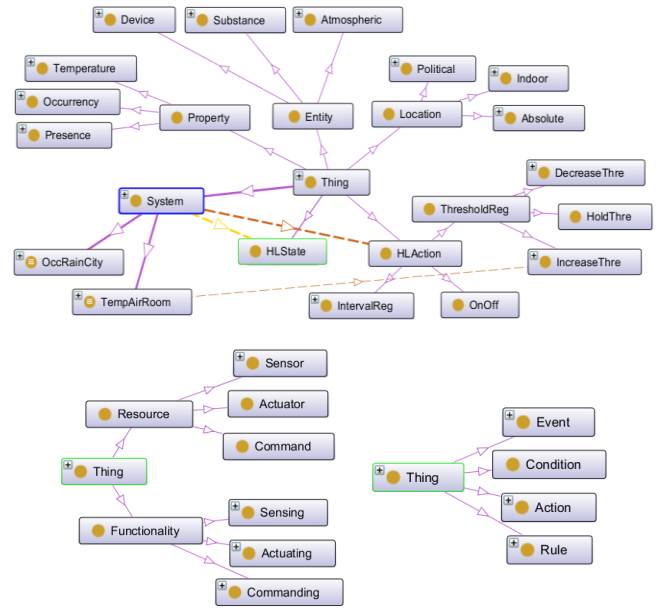 Device
Substance
Atmospheric
Temperature
Political
Indoor
Occurrency
Property
Entity
Location
Absolute
Presence
Thing
DecreaseThre
System
ThresholdReg
HoldThre
HLState
HLAction
OccRainCity
IncreaseThre
TempAirRoom
IntervalReg
OnOff
Sensor
Resource
Actuator
Command
Thing
Functionality
Sensing
Actuating
Commanding
Event
Condition
Thing
Action
Rule